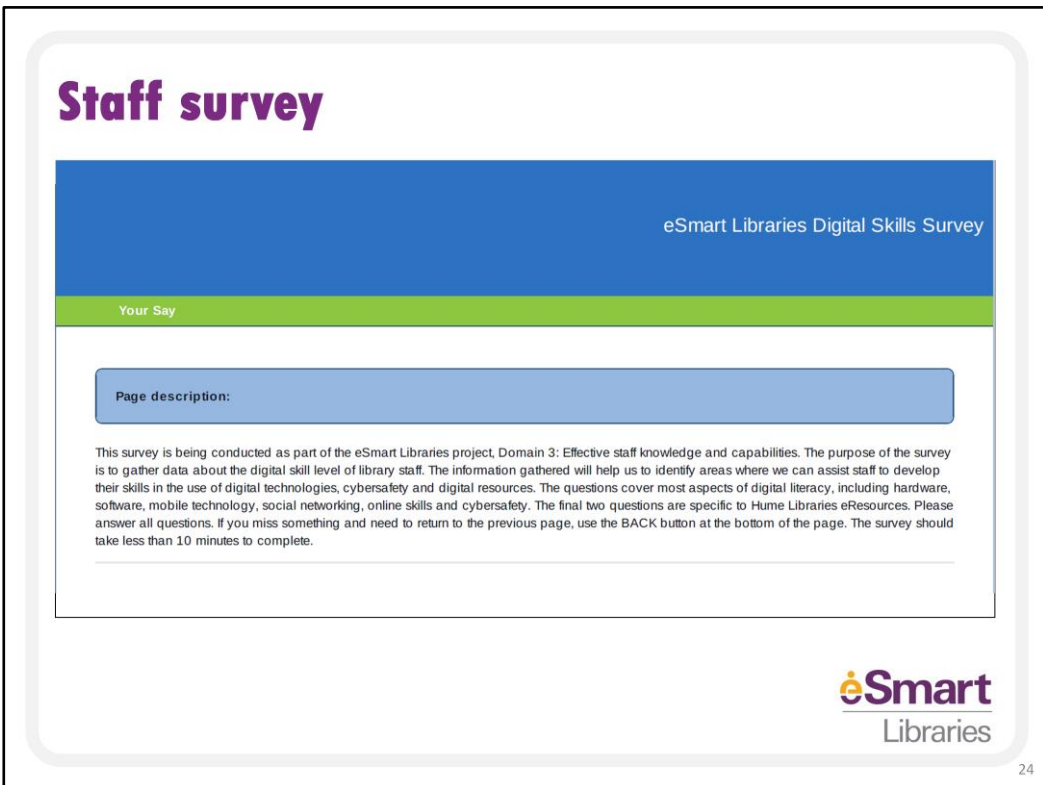 Staff survey
eSmart Libraries Digital Skills Survey
Your Say
Page description:
This survey is being conducted as part of the eSmart Libraries project, Domain 3: Effective staff knowledge and capabilities. The purpose of the survey
is to gather data about the digital skill level of library staff. The information gathered will help us to identify areas where we can assist staff to develop
their skills in the use of digital technologies, cybersafety and digital resources. The questions cover most aspects of digital literacy, including hardware,
software, mobile technology, social networking, online skills and cybersafety. The final two questions are specific to Hume Libraries eResources. Please
answer all questions. If you miss something and need to return to the previous page, use the BACK button at the bottom of the page. The survey should
take less than 10 minutes to complete.
eSmart
Libraries
24